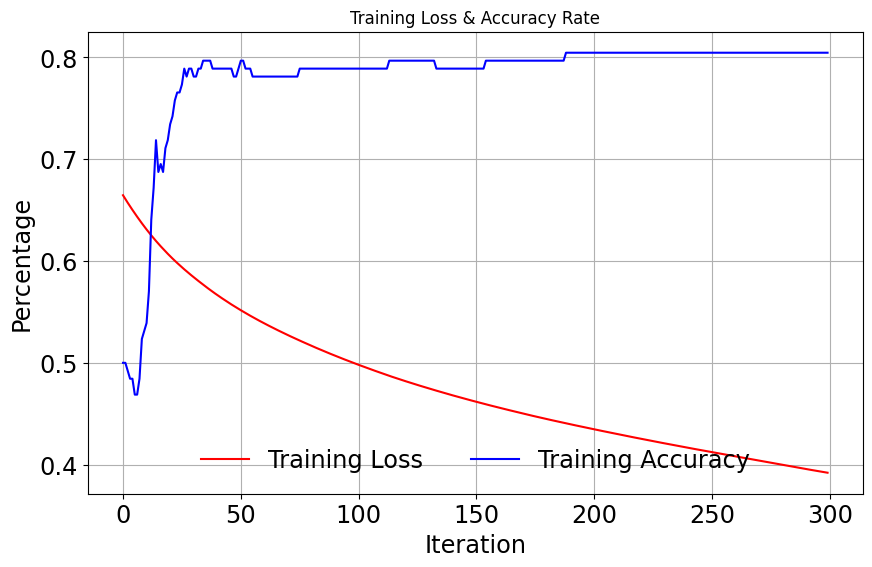 Training Loss & Accuracy Rate
Percentage
0.8
0.7
0.6
0.5
0.4
Training Loss Training Accuracy
0 50 100 150 200 250 300
Iteration